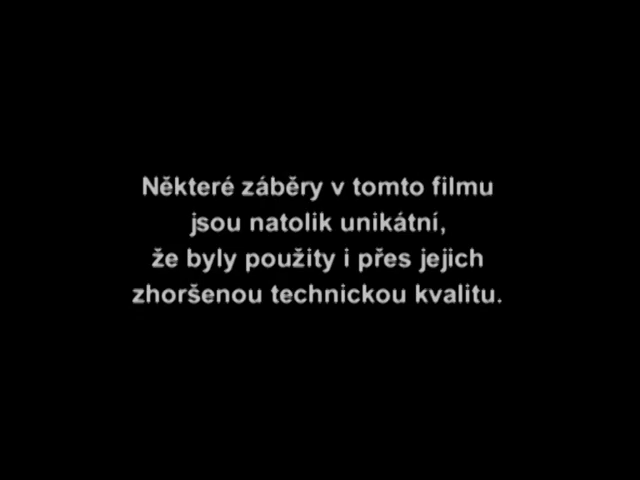 Některé záběry v tomto filmu
jsou natolik unikátní,
že byly použity i přes jejich
zhoršenou technickou kvalitu.